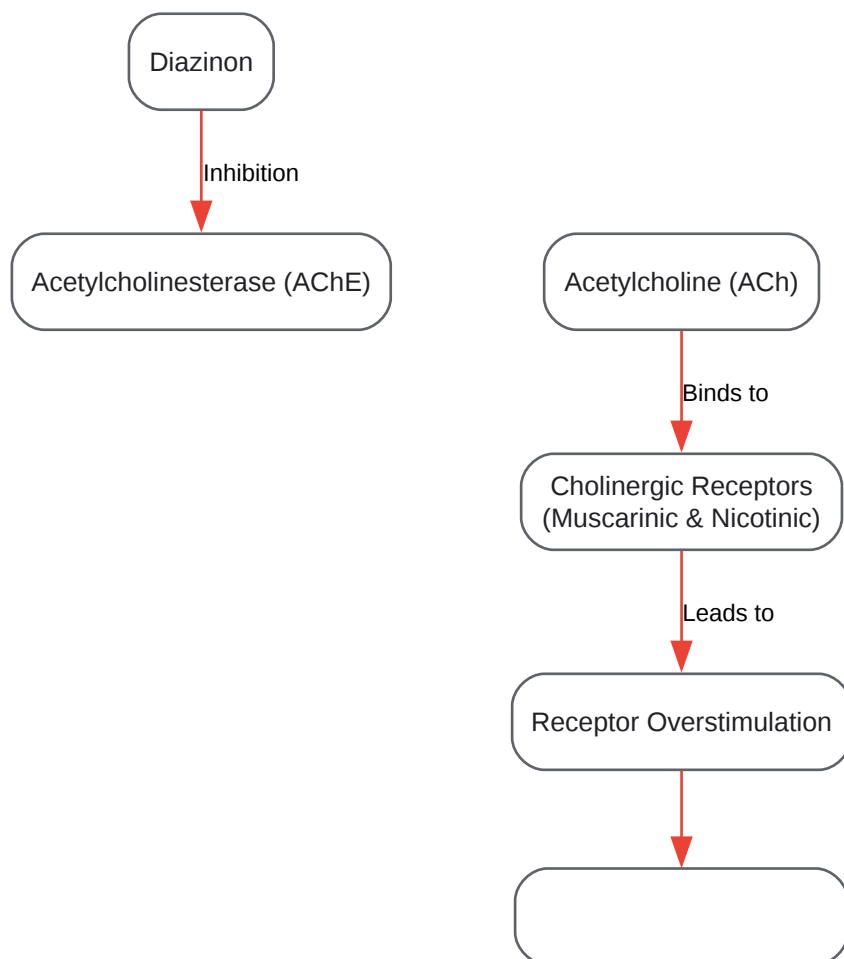 Diazinon
Inhibition
Acetylcholinesterase (AChE)
Acetylcholine (ACh)
Binds to
Cholinergic Receptors
(Muscarinic & Nicotinic)
Leads to
Receptor Overstimulation